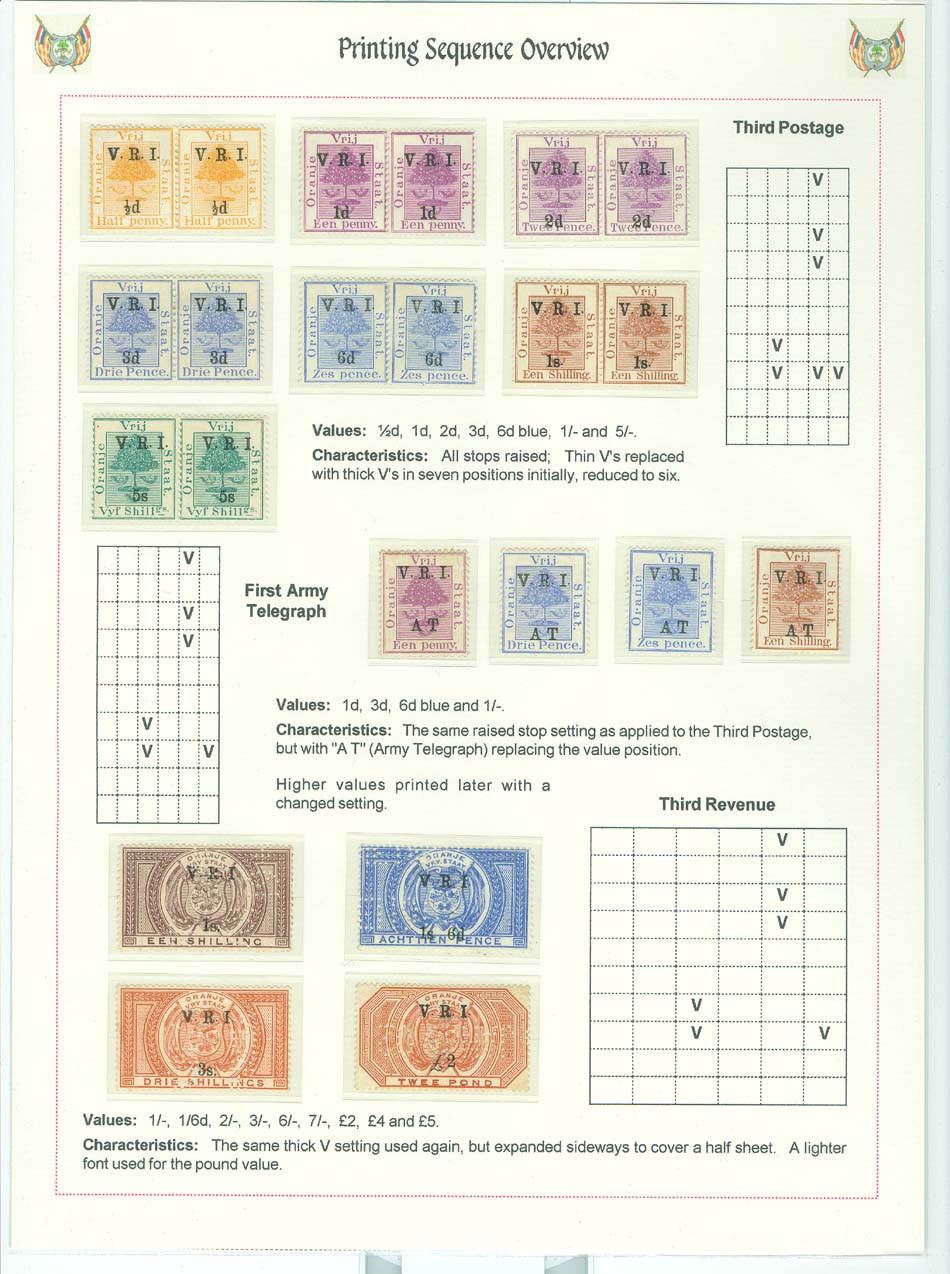 Printing Sequence Overview
Third Postage
Vrij Vrij
V. R. I. V. R. I.
Oranje Staat. Oranje Staat.
½d ½d
Half penny. Half penny.
Vrij Vrij
V. R. I. V. R. I.
Oranje Staat. Oranje Staat.
1d 1d
Een penny. Een penny.
Vrij Vrij
V. R. I. V. R. I.
Oranje Staat. Oranje Staat.
2d 2d
Twee Pence. Twee Pence.
V
V
V
V
V V V
Vrij Vrij
V. R. I. V. R. I.
Oranje Staat. Oranje Staat.
3d 3d
Drie Pence. Drie Pence.
Vrij Vrij
V. R. I. V. R. I.
Oranje Staat. Oranje Staat.
6d 6d
Zes pence. Zes pence.
Vrij Vrij
V. R. I. V. R. I.
Oranje Staat. Oranje Staat.
1s. 1s.
Een Shilling. Een Shilling.
Vrij Vrij
V. R. I. V. R. I.
Oranje Staat. Oranje Staat.
5s 5s
Vyf Shillgs. Vyf Shillgs.
Values: ½d, 1d, 2d, 3d, 6d blue, 1/- and 5/-.
Characteristics: All stops raised; Thin V's replaced
with thick V's in seven positions initially, reduced to six.
V
V
V
V
V V
First Army
Telegraph
Vrij
V. R. I.
Oranje Staat.
A T
Een penny.
Vrij
V. R. I.
Oranje Staat.
A T
Drie Pence.
Vrij
V. R. I.
Oranje Staat.
A T
Zes pence.
Vrij
V. R. I.
Oranje Staat.
A T
Een Shilling.
Values: 1d, 3d, 6d blue and 1/-.
Characteristics: The same raised stop setting as applied to the Third Postage,
but with "A T" (Army Telegraph) replacing the value position.
Higher values printed later with a
changed setting.
Third Revenue
V
V
V
V
V V
ORANJE
VRY STAAT
V. R. I.
1s.
EEN SHILLING
ORANJE
VRY STAAT
V. R. I.
1s 6d
ACHTTIEN PENCE
ORANJE
VRY STAAT
V. R. I.
3s.
DRIE SHILLINGS
ORANJE
VRY STAAT
V. R. I.
£2
TWEE POND
Values: 1/-, 1/6d, 2/-, 3/-, 6/-, 7/-, £2, £4 and £5.
Characteristics: The same thick V setting used again, but expanded sideways to cover a half sheet. A lighter
font used for the pound value.